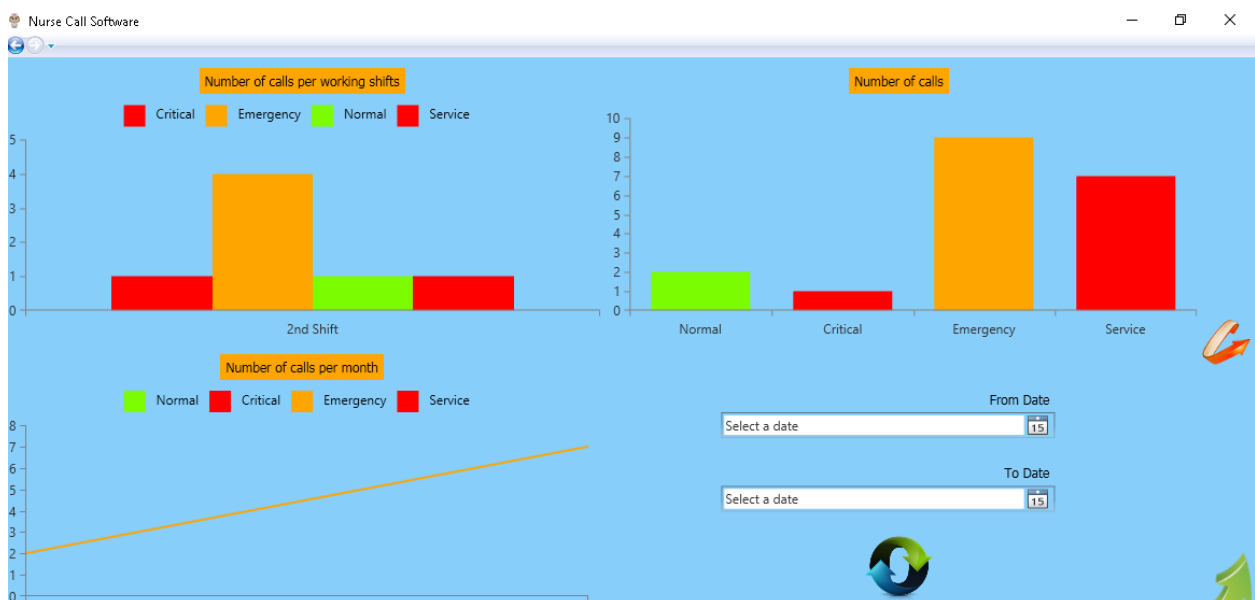 Nurse Call Software
Number of calls per working shifts
Critical Emergency Normal Service
5
4
3
2
1
0
2nd Shift
Number of calls
10
9
8
7
6
5
4
3
2
1
0
Normal Critical Emergency Service
Number of calls per month
Normal Critical Emergency Service
8
7
6
5
4
3
2
1
0
From Date
Select a date 15
To Date
Select a date 15